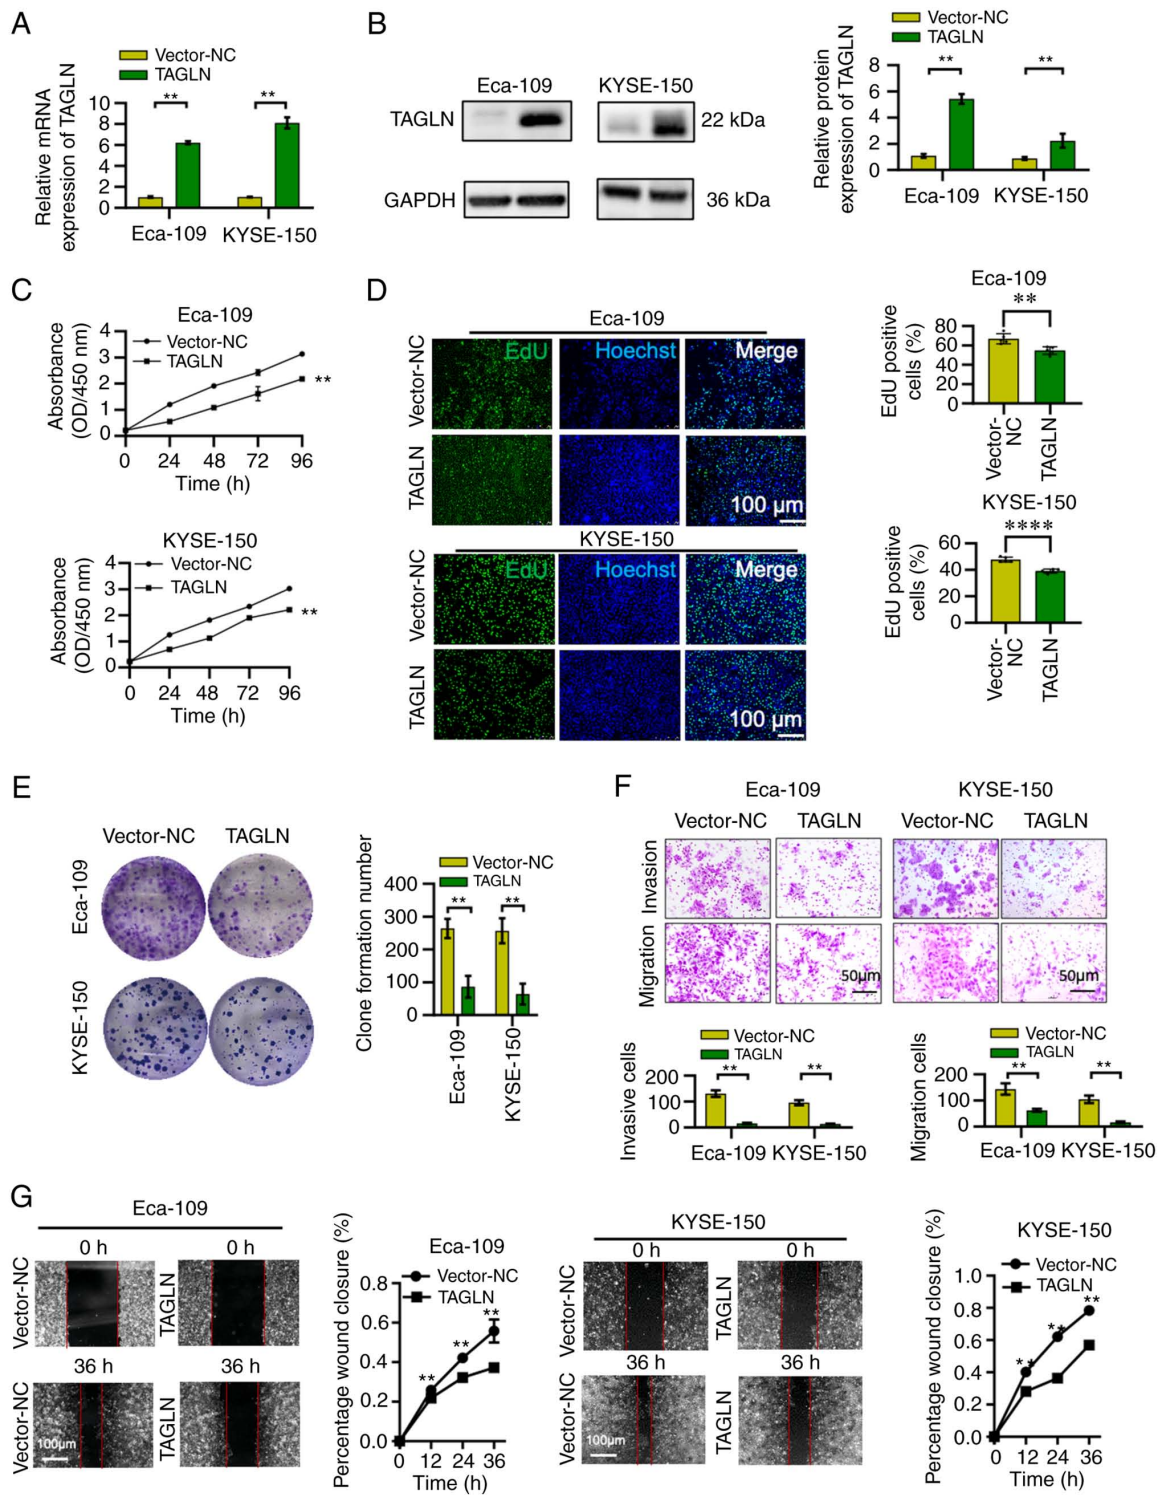 A
Vector-NC
TAGLN
Relative mRNA
expression of TAGLN
10
8
6
4
2
0
**
**
Eca-109
KYSE-150
B
Eca-109
KYSE-150
TAGLN
22 kDa
GAPDH
36 kDa
Vector-NC
TAGLN
Relative protein
expression of TAGLN
8
6
4
2
0
**
**
Eca-109
KYSE-150
C
Eca-109
Absorbance
(OD/450 nm)
4
3
2
1
0
Vector-NC
TAGLN
**
0 24 48 72 96
Time (h)
KYSE-150
Absorbance
(OD/450 nm)
4
3
2
1
0
Vector-NC
TAGLN
**
0 24 48 72 96
Time (h)
D
Eca-109
Vector-NC
EdU
Hoechst
Merge
TAGLN
100 µm
KYSE-150
Vector-NC
EdU
Hoechst
Merge
TAGLN
100 µm
Eca-109
EdU positive
cells (%)
80
60
40
20
0
**
Vector-
NC
TAGLN
KYSE-150
EdU positive
cells (%)
60
40
20
0
****
Vector-
NC
TAGLN
E
Vector-NC
TAGLN
Eca-109
KYSE-150
Clone formation number
Vector-NC
TAGLN
400
300
200
100
0
**
**
Eca-109
KYSE-150
F
Eca-109
KYSE-150
Vector-NC
TAGLN
Vector-NC
TAGLN
Invasion
Migration
50µm
50µm
Vector-NC
TAGLN
Invasive cells
200
100
0
**
**
Eca-109 KYSE-150
Vector-NC
TAGLN
Migration cells
200
100
0
**
**
Eca-109 KYSE-150
G
Eca-109
0 h
0 h
Vector-NC
TAGLN
36 h
36 h
Vector-NC
TAGLN
100µm
Eca-109
Percentage wound closure (%)
0.8
0.6
0.4
0.2
0.0
Vector-NC
TAGLN
**
**
**
0 12 24 36
Time (h)
KYSE-150
0 h
0 h
Vector-NC
TAGLN
36 h
36 h
Vector-NC
TAGLN
100µm
KYSE-150
Percentage wound closure (%)
1.0
0.8
0.6
0.4
0.2
0.0
Vector-NC
TAGLN
**
**
**
0 12 24 36
Time (h)